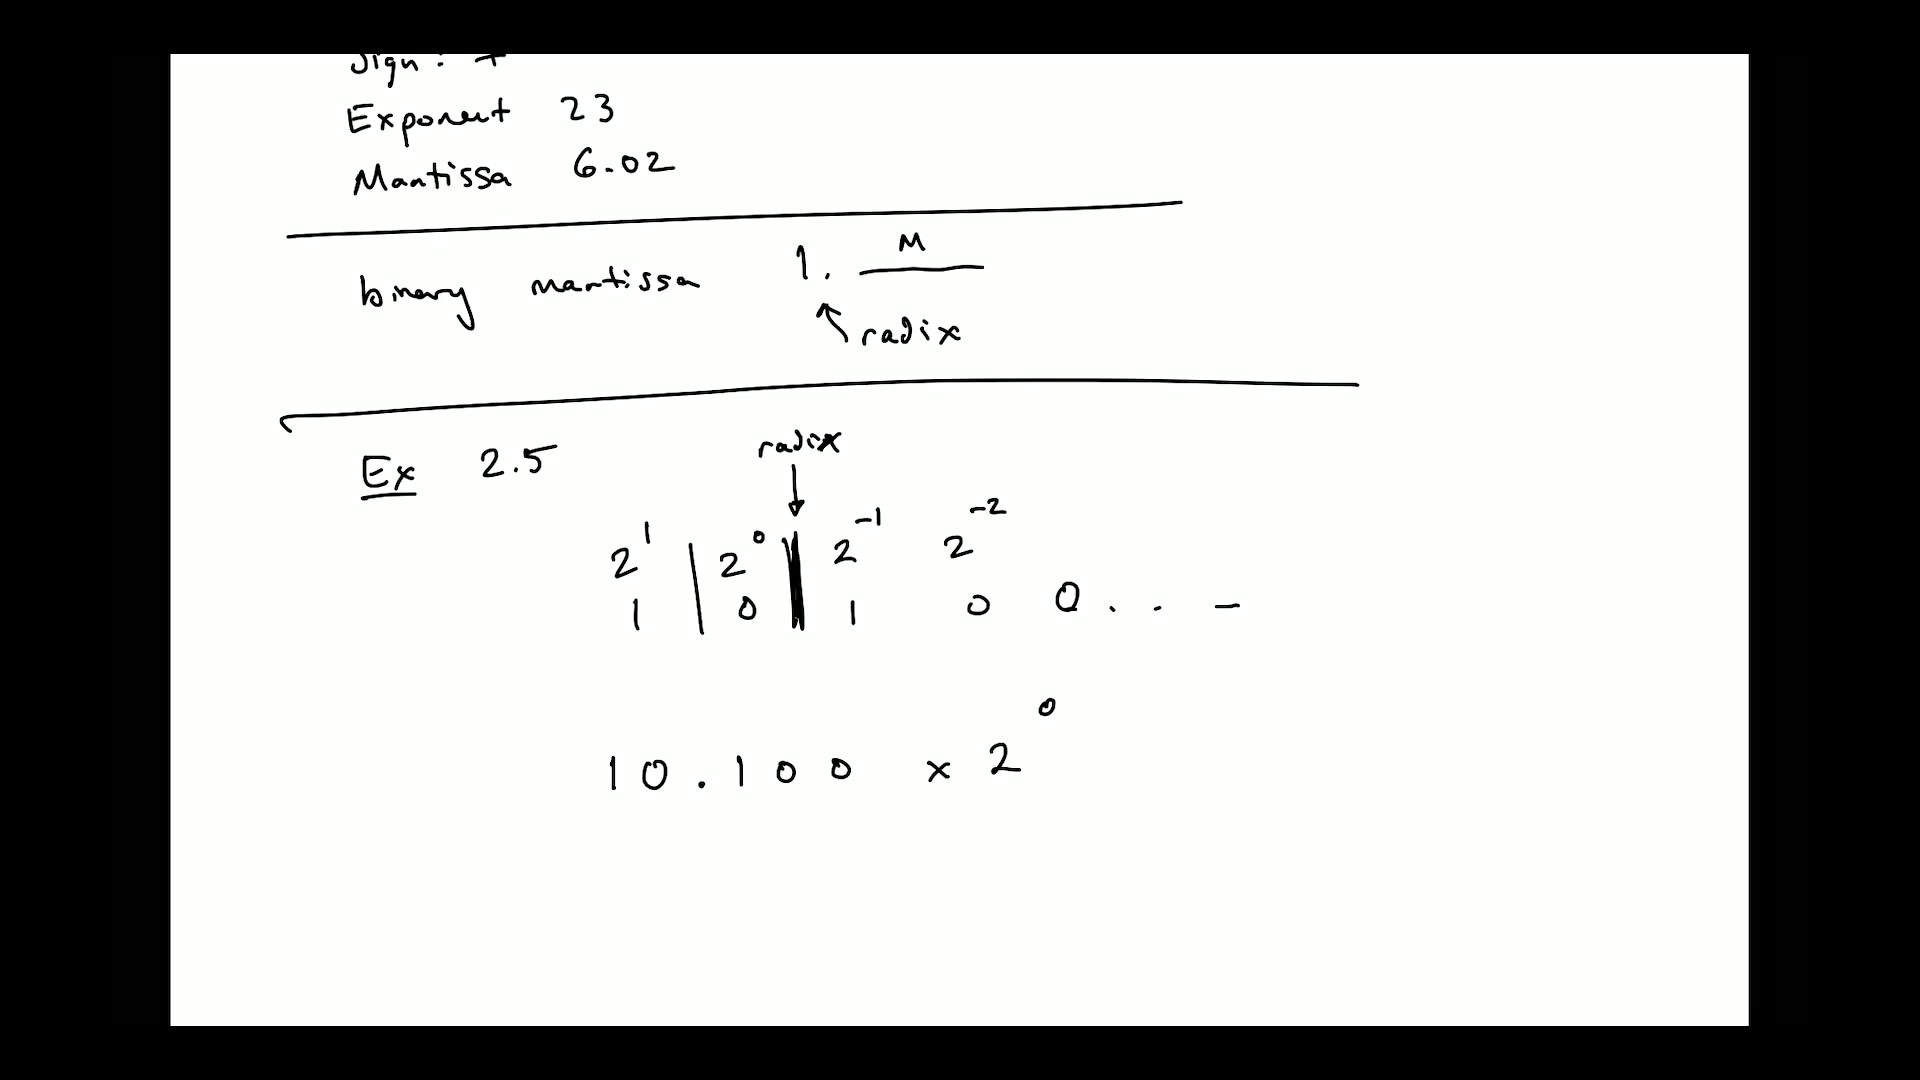 Sign: +
Exponent 23
Mantissa 6.02
binary mantissa 1. M
radix
Ex 2.5
radix
2^1 | 2^0 | 2^-1 2^-2
1 | 0 | 1 0 0 . . _
10.100 x 2^0